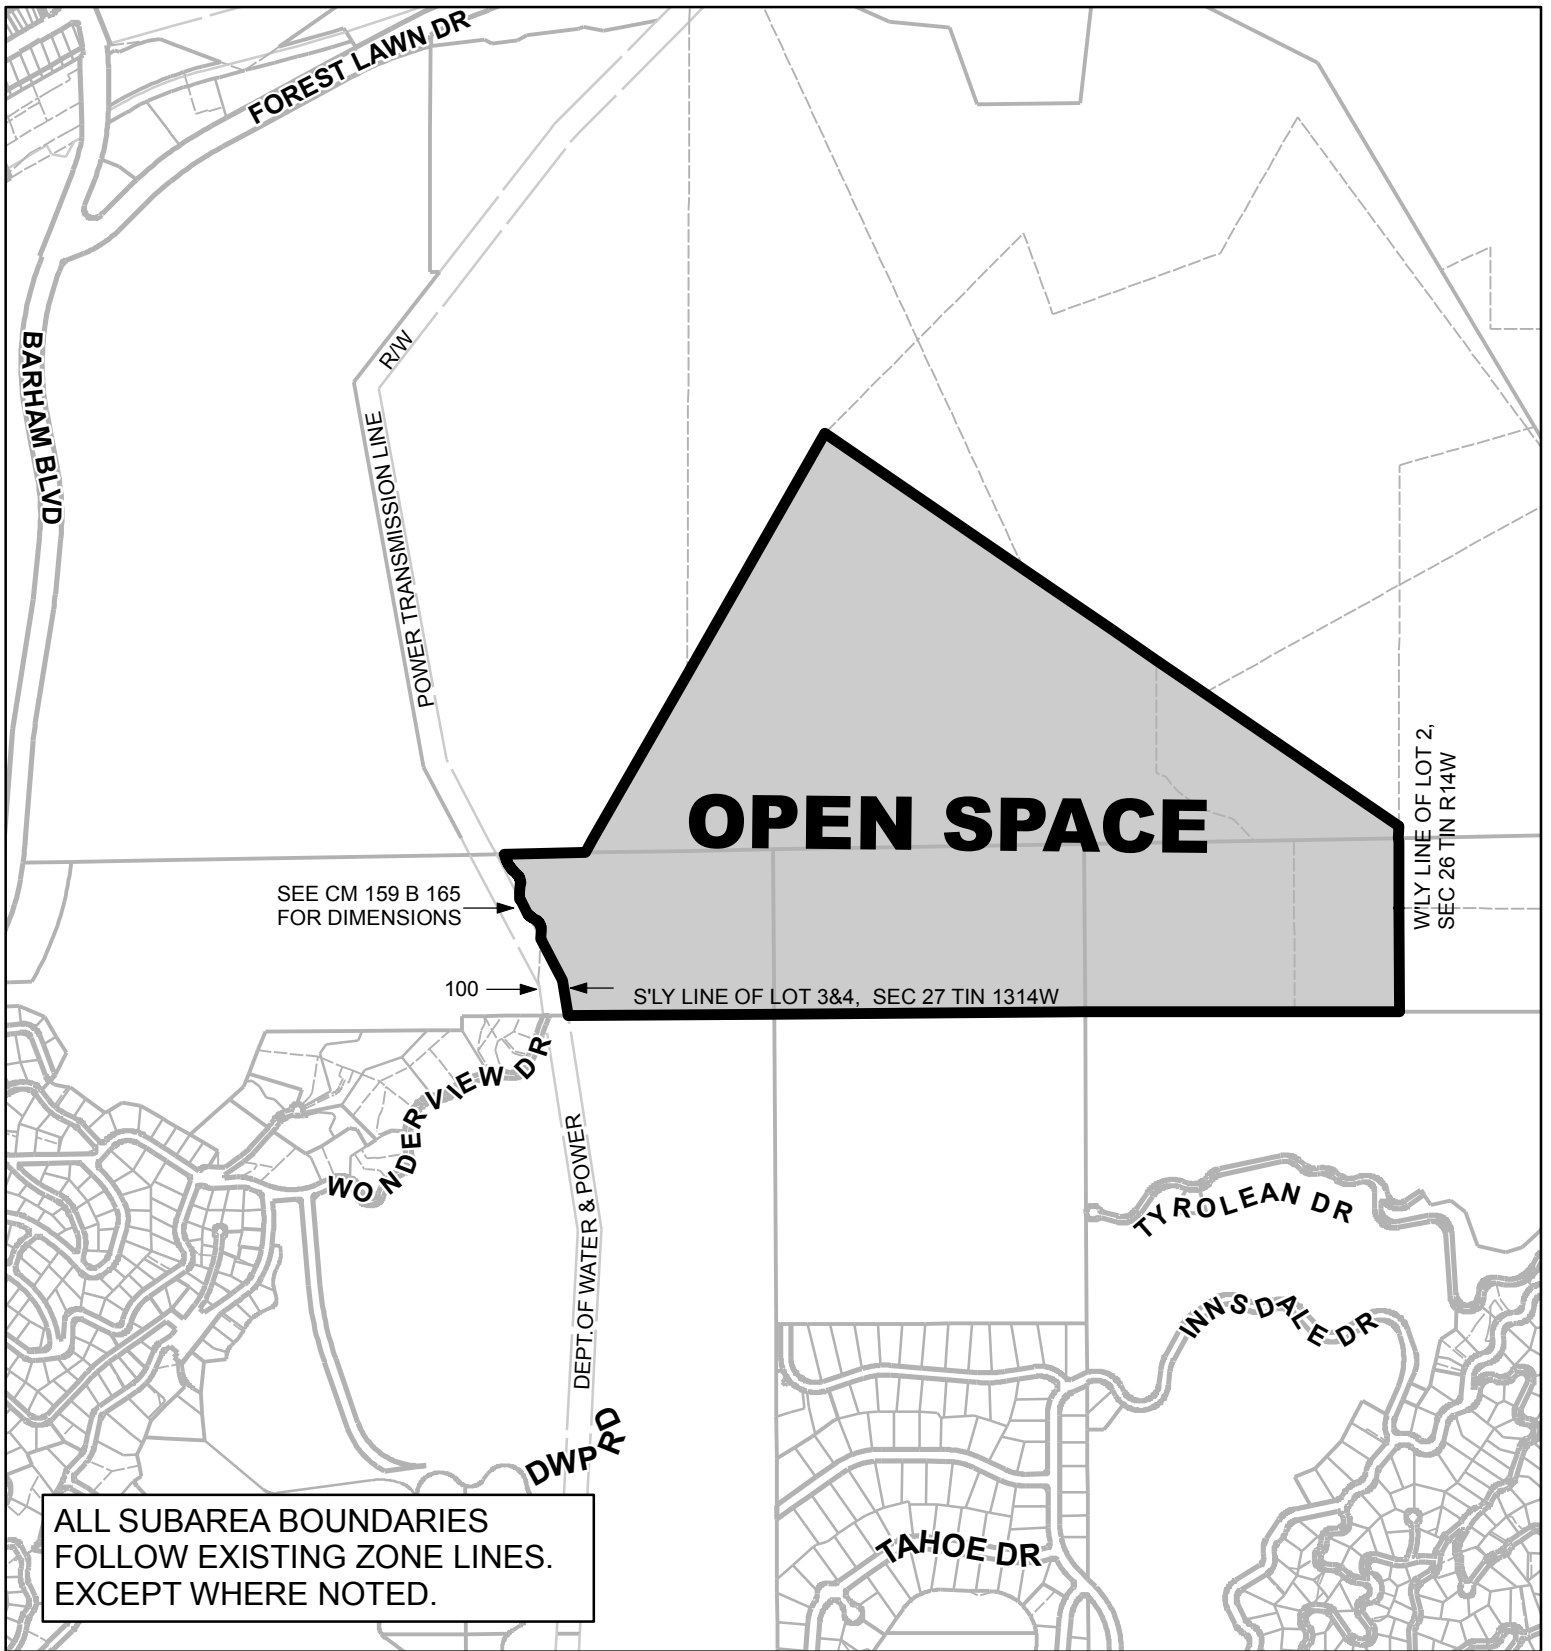 FOREST LAWN DR
BARHAM BLVD
R/W
POWER TRANSMISSION LINE
OPEN SPACE
W'LY LINE OF LOT 2,
SEC 26 TIN R14W
SEE CM 159 B 165
FOR DIMENSIONS
100
S'LY LINE OF LOT 3&4, SEC 27 TIN 1314W
WONDER VIEW DR
DEPT.OF WATER & POWER
TYROLEAN DR
INNSDALE DR
DWP RD
TAHOE DR
ALL SUBAREA BOUNDARIES
FOLLOW EXISTING ZONE LINES.
EXCEPT WHERE NOTED.